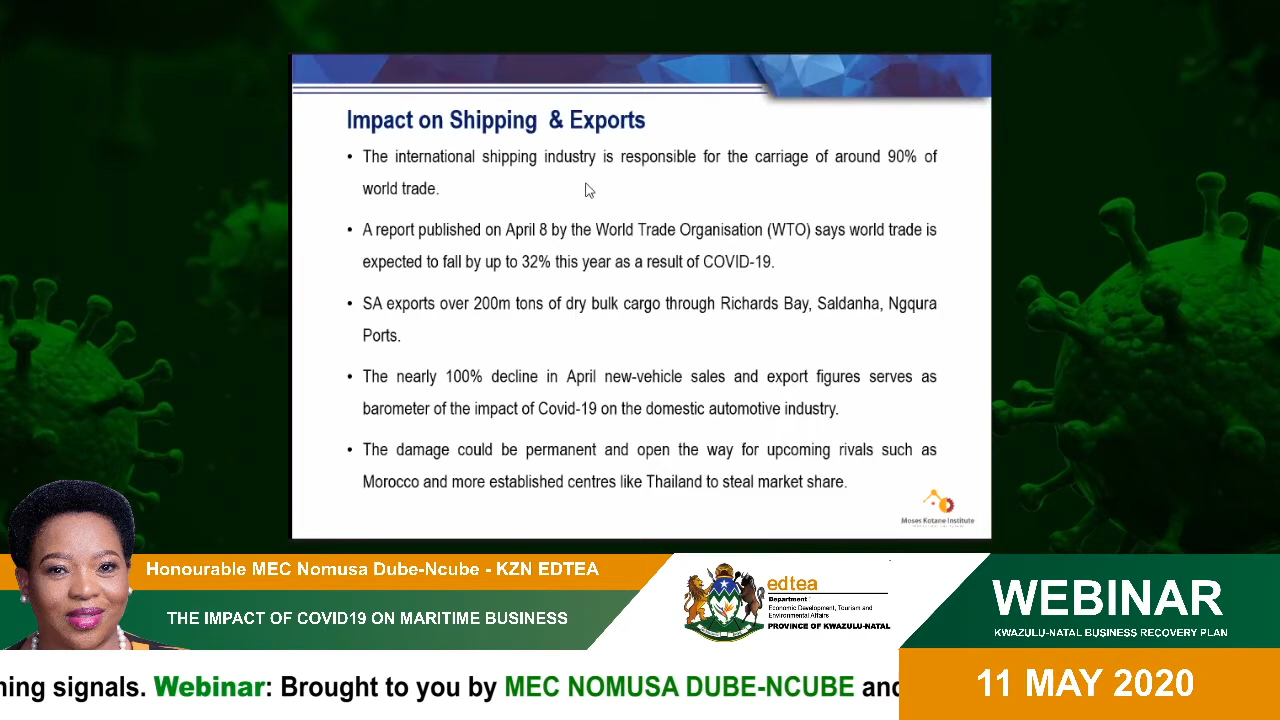 Impact on Shipping & Exports
• The international shipping industry is responsible for the carriage of around 90% of
world trade.
• A report published on April 8 by the World Trade Organisation (WTO) says world trade is
expected to fall by up to 32% this year as a result of COVID-19.
• SA exports over 200m tons of dry bulk cargo through Richards Bay, Saldanha, Ngqura
Ports.
• The nearly 100% decline in April new-vehicle sales and export figures serves as
barometer of the impact of Covid-19 on the domestic automotive industry.
• The damage could be permanent and open the way for upcoming rivals such as
Morocco and more established centres like Thailand to steal market share.
Moses Kotane Institute
Honourable MEC Nomusa Dube-Ncube - KZN EDTEA
THE IMPACT OF COVID19 ON MARITIME BUSINESS
edtea
Department:
Economic Development, Tourism and
Environmental Affairs
PROVINCE OF KWAZULU-NATAL
WEBINAR
KWAZULU-NATAL BUSINESS RECOVERY PLAN
ning signals. Webinar: Brought to you by MEC NOMUSA DUBE-NCUBE and
11 MAY 2020